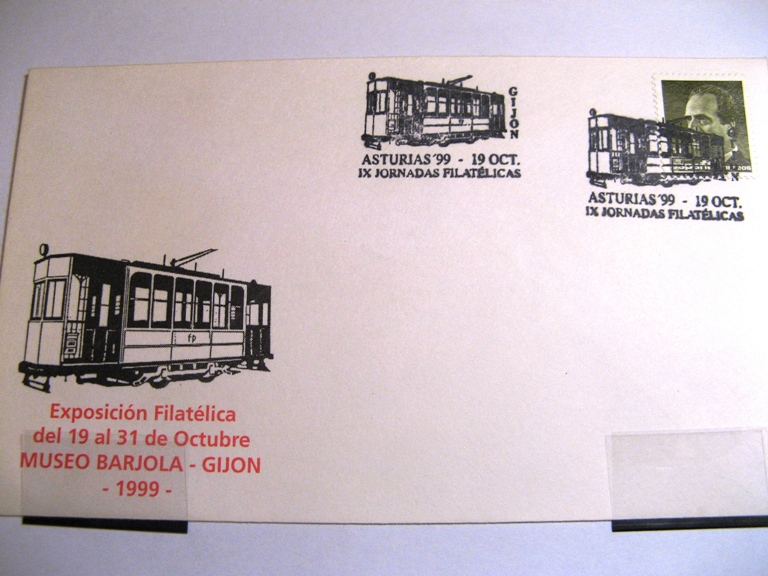 GIJON
ASTURIAS '99 - 19 OCT.
IX JORNADAS FILATÉLICAS
ASTURIAS '99 - 19 OCT.
IX JORNADAS FILATÉLICAS
fp
Exposición Filatélica
del 19 al 31 de Octubre
MUSEO BARJOLA - GIJON
- 1999 -